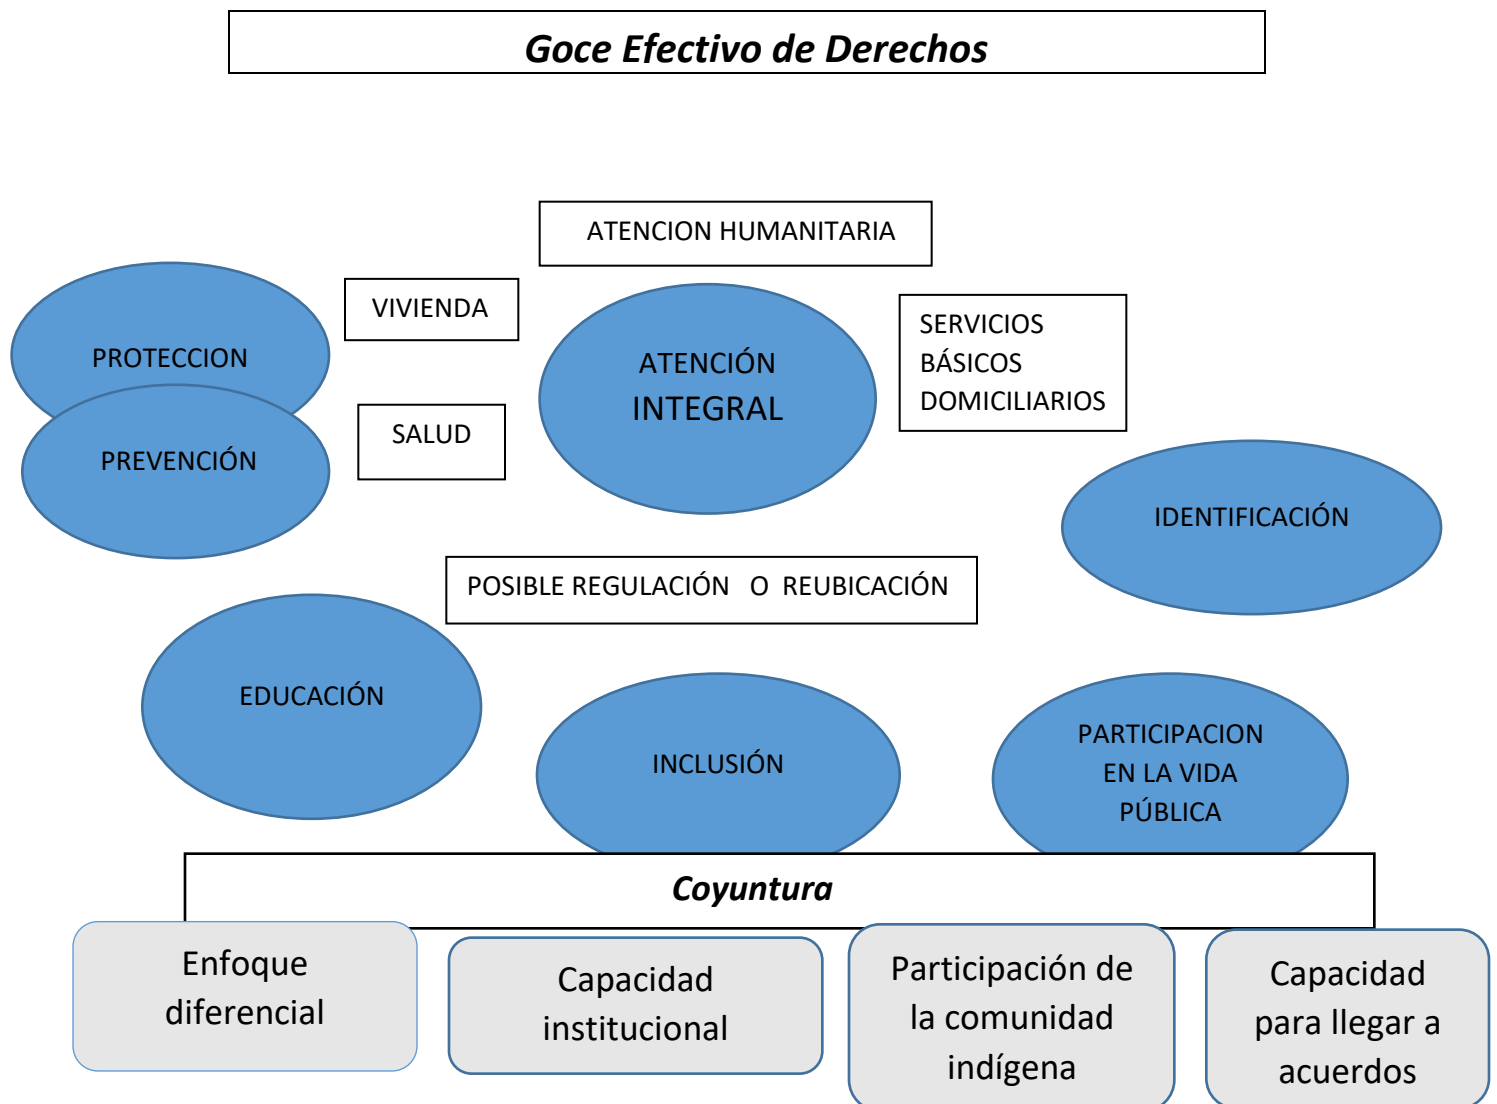 Goce Efectivo de Derechos
ATENCION HUMANITARIA
VIVIENDA
PROTECCION
ATENCIÓN
INTEGRAL
SERVICIOS
BÁSICOS
DOMICILIARIOS
PREVENCIÓN
SALUD
IDENTIFICACIÓN
POSIBLE REGULACIÓN O REUBICACIÓN
EDUCACIÓN
INCLUSIÓN
PARTICIPACION
EN LA VIDA
PÚBLICA
Coyuntura
Enfoque
diferencial
Capacidad
institucional
Participación de
la comunidad
indígena
Capacidad
para llegar a
acuerdos